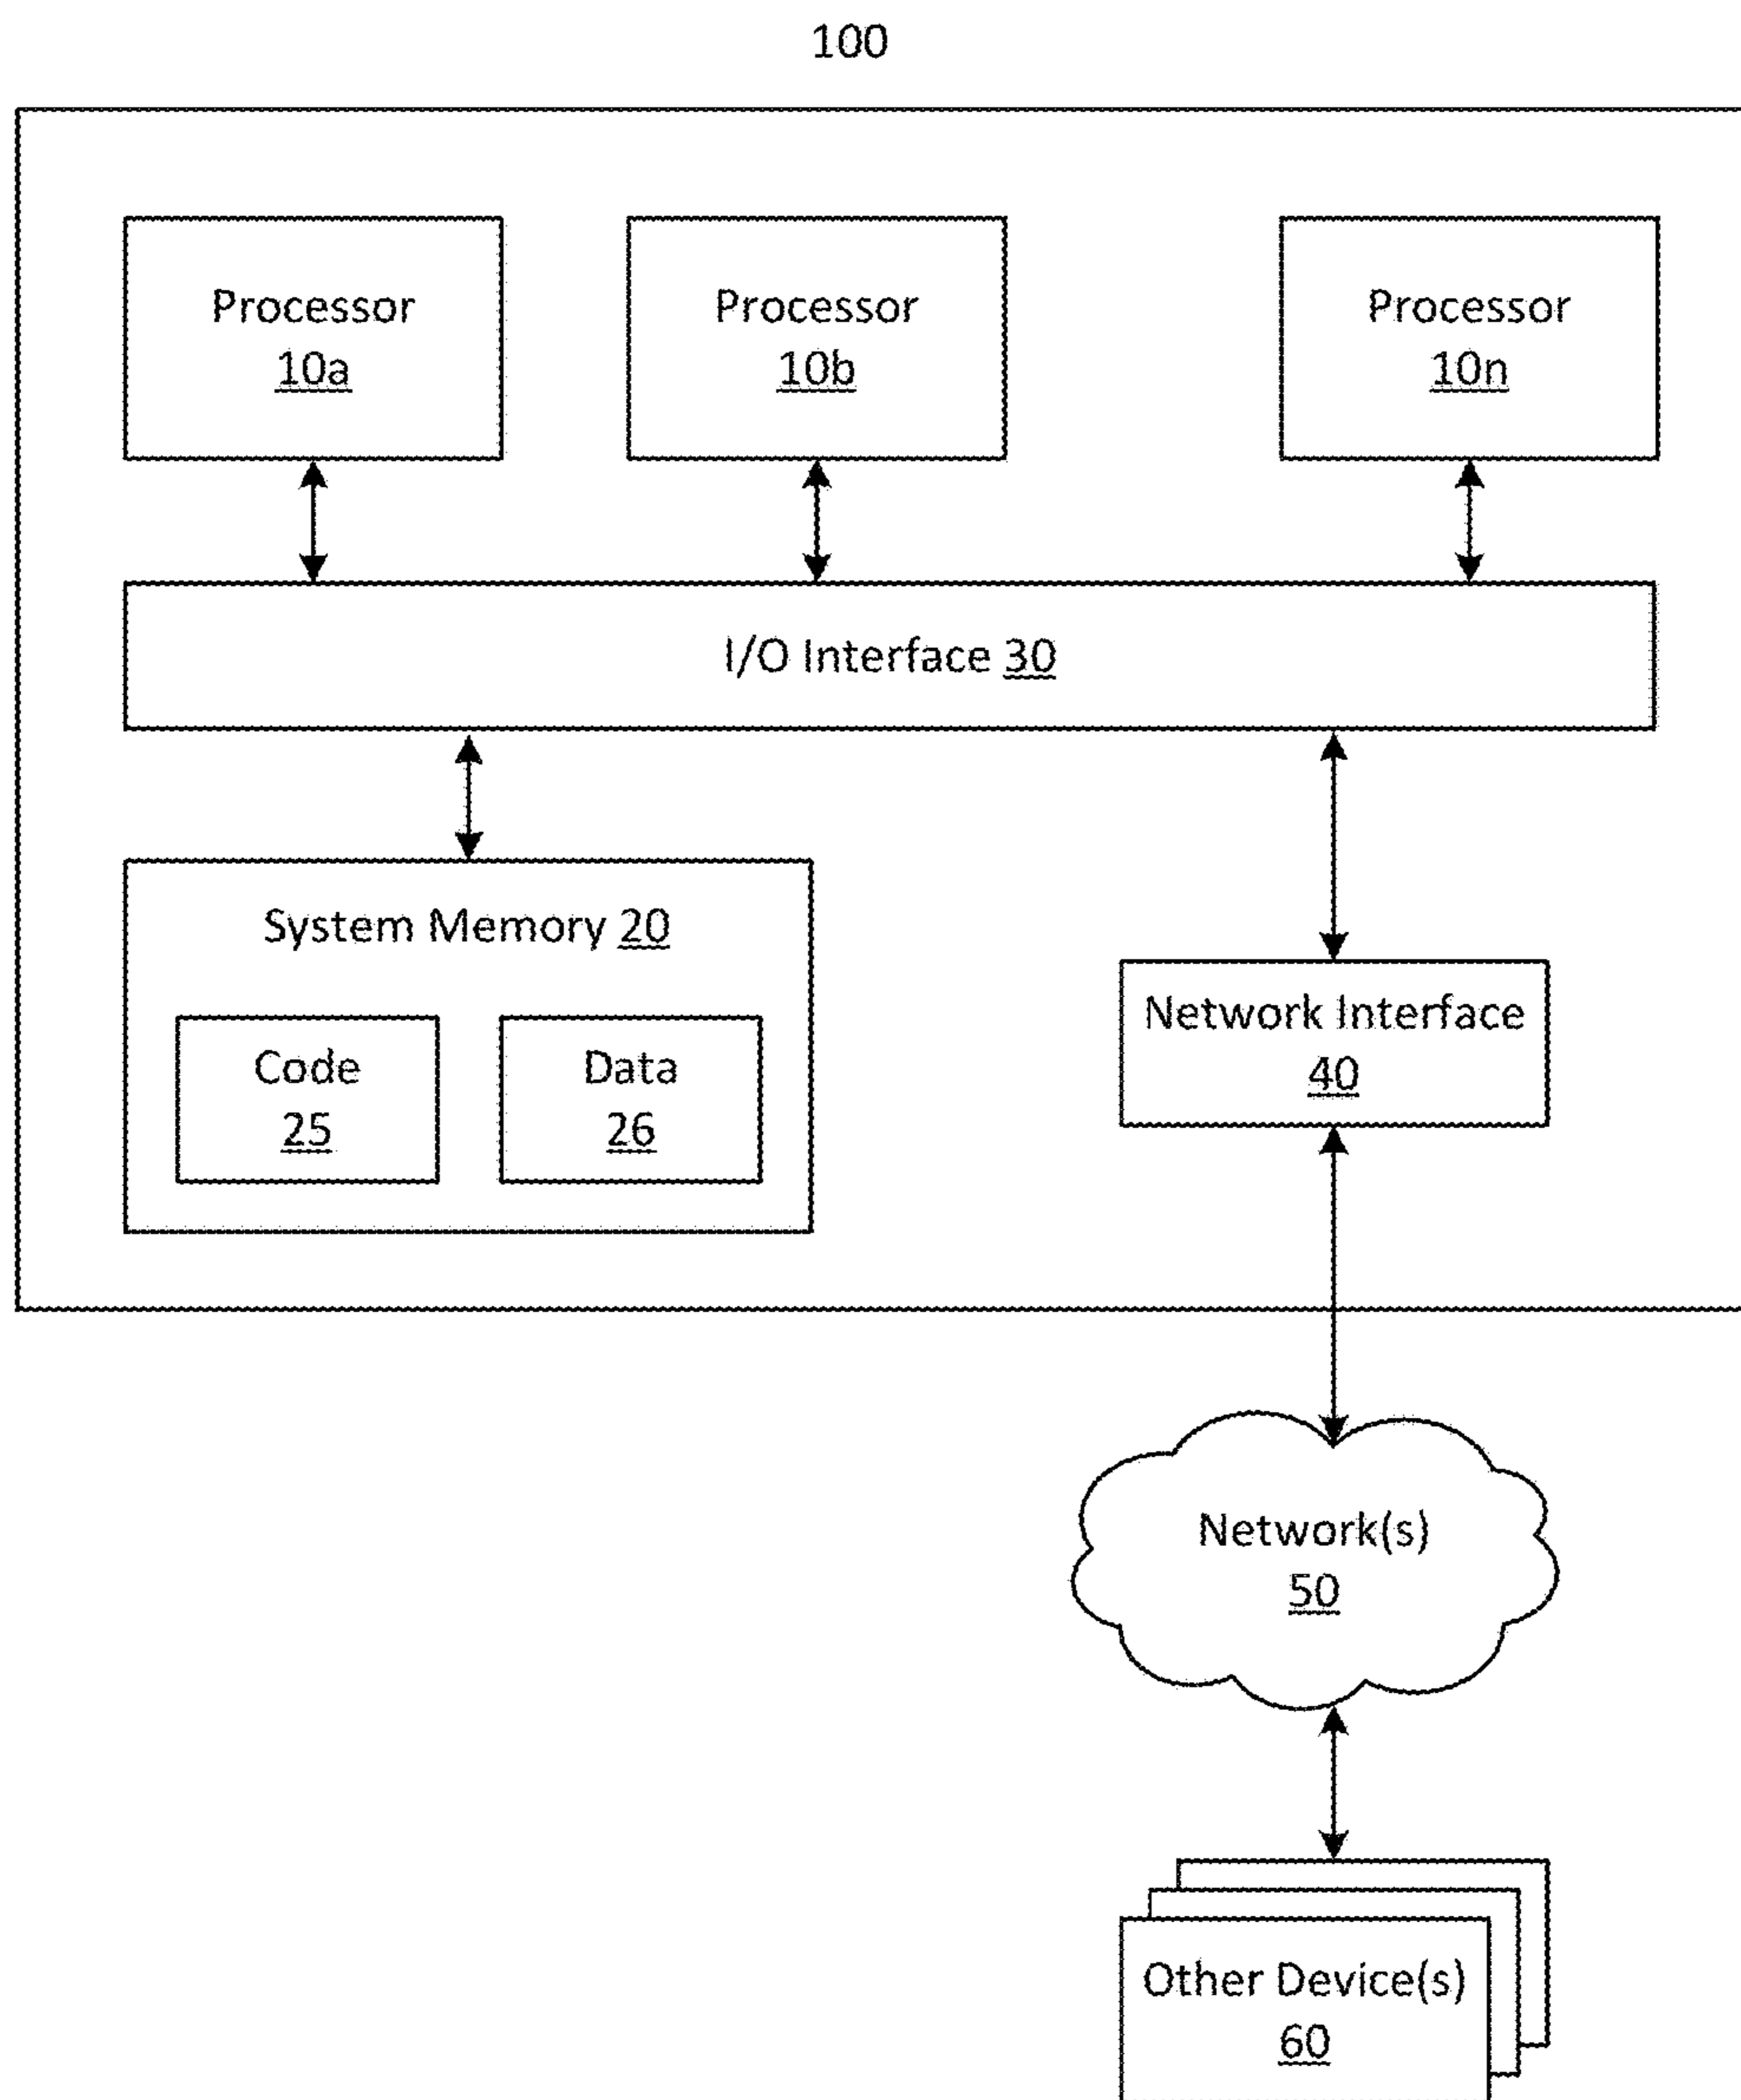 100
Processor
10a
Processor
10b
Processor
10n
I/O Interface 30
System Memory 20
Code
25
Data
26
Network Interface
40
Network(s)
50
Other Device(s)
60